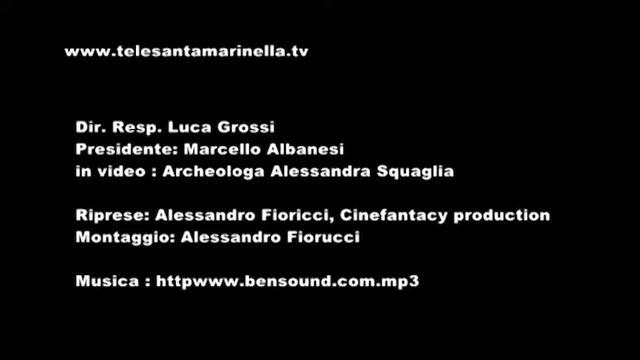 www.telesantamarinella.tv
Dir. Resp. Luca Grossi
Presidente: Marcello Albanesi
in video : Archeologa Alessandra Squaglia
Riprese: Alessandro Fioricci, Cinefantacy production
Montaggio: Alessandro Fiorucci
Musica : httpwww.bensound.com.mp3